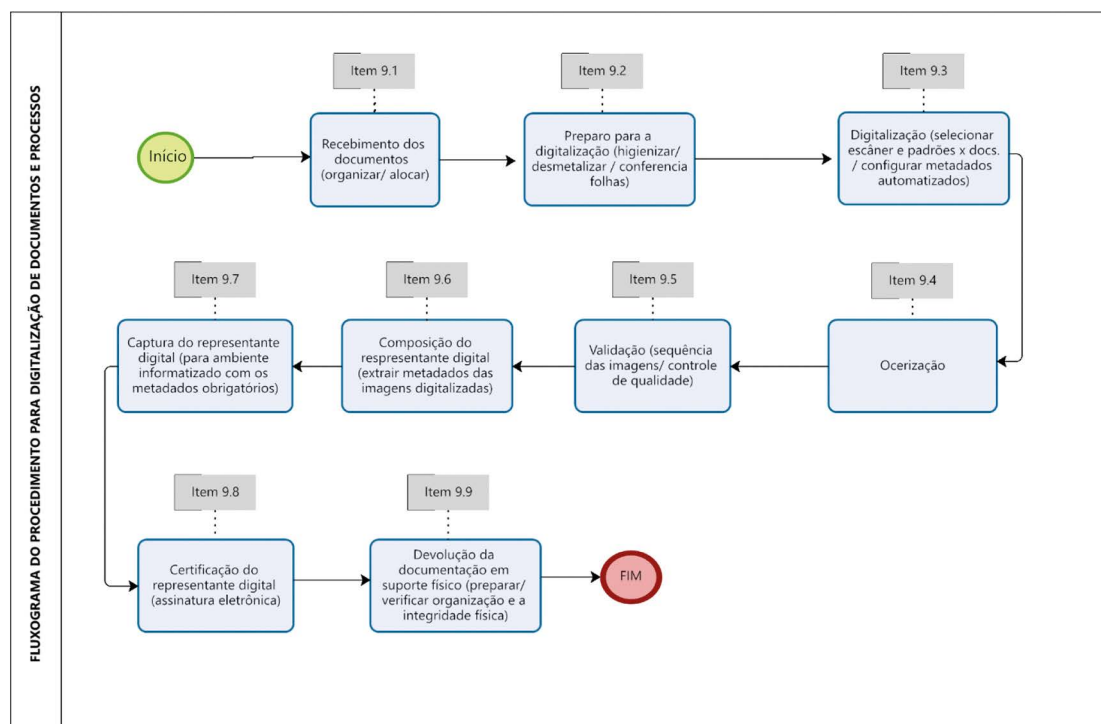 FLUXOGRAMA DO PROCEDIMENTO PARA DIGITALIZAÇÃO DE DOCUMENTOS E PROCESSOS
Início
Item 9.1
Recebimento dos
documentos
(organizar/ alocar)
Item 9.2
Preparo para a
digitalização (higienizar/
desmetalizar / conferencia
folhas)
Item 9.3
Digitalização (selecionar
escâner e padrões x docs.
/ configurar metadados
automatizados)
Item 9.4
Ocerização
Item 9.5
Validação (sequência
das imagens/ controle
de qualidade)
Item 9.6
Composição do
respresentante digital
(extrair metadados das
imagens digitalizadas)
Item 9.7
Captura do representante
digital (para ambiente
informatizado com os
metadados obrigatórios)
Item 9.8
Certificação do
representante digital
(assinatura eletrônica)
Item 9.9
Devolução da
documentação em
suporte físico (preparar/
verificar organização e a
integridade física)
FIM